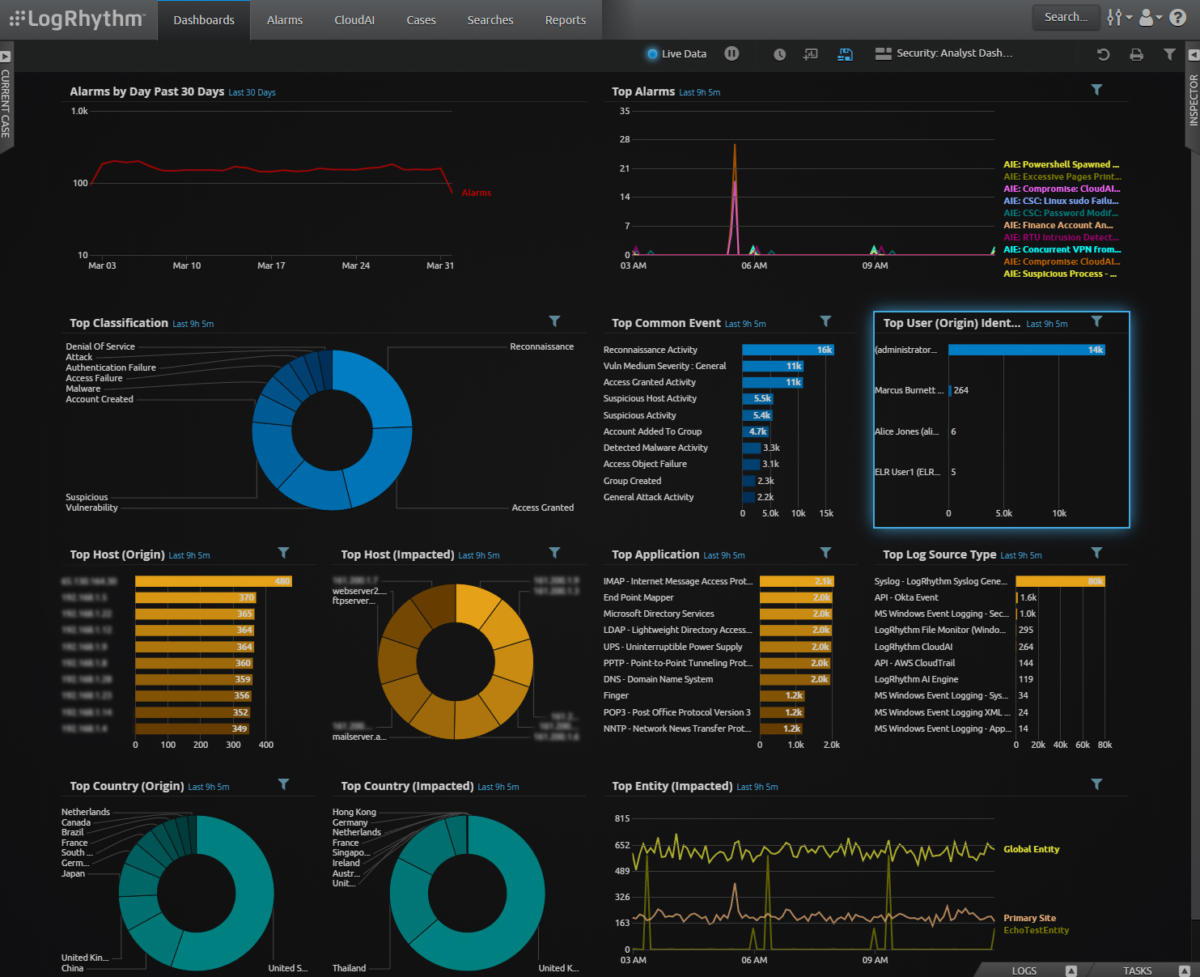 LogRhythm
Dashboards
Alarms
CloudAI
Cases
Searches
Reports
Search...
Live Data
Security: Analyst Dash...
CURRENT CASE
INSPECTOR
Alarms by Day Past 30 Days Last 30 Days
1.0k
100
10
Mar 03
Mar 10
Mar 17
Mar 24
Mar 31
Alarms
Top Alarms Last 9h 5m
35
28
21
14
7
0
03 AM
06 AM
09 AM
AIE: Powershell Spawned ...
AIE: Excessive Pages Print...
AIE: Compromise: CloudAI...
AIE: CSC: Linux sudo Failu...
AIE: CSC: Password Modif...
AIE: Finance Account An...
AIE: RTU Intrusion Detect...
AIE: Concurrent VPN from...
AIE: Compromise: CloudAI...
AIE: Suspicious Process - ...
Top Classification Last 9h 5m
Denial Of Service
Attack
Authentication Failure
Access Failure
Malware
Account Created
Reconnaissance
Suspicious
Vulnerability
Access Granted
Top Common Event Last 9h 5m
Reconnaissance Activity 16k
Vuln Medium Severity : General 11k
Access Granted Activity 11k
Suspicious Host Activity 5.5k
Suspicious Activity 5.4k
Account Added To Group 4.7k
Detected Malware Activity 3.3k
Access Object Failure 3.1k
Group Created 2.3k
General Attack Activity 2.2k
0 5.0k 10k 15k
Top User (Origin) Ident... Last 9h 5m
(administrator... 14k
Marcus Burnett ... 264
Alice Jones (ali... 6
ELR User1 (ELR... 5
0 5.0k 10k
Top Host (Origin) Last 9h 5m
480
370
365
364
364
360
359
356
352
349
0 100 200 300 400
Top Host (Impacted) Last 9h 5m
webserver2....
ftpserver...
mailserver.a...
Top Application Last 9h 5m
IMAP - Internet Message Access Prot... 2.1k
End Point Mapper 2.0k
Microsoft Directory Services 2.0k
LDAP - Lightweight Directory Access... 2.0k
UPS - Uninterruptible Power Supply 2.0k
PPTP - Point-to-Point Tunneling Prot... 2.0k
DNS - Domain Name System 2.0k
Finger 1.2k
POP3 - Post Office Protocol Version 3 1.2k
NNTP - Network News Transfer Prot... 1.2k
0 1.0k 2.0k
Top Log Source Type Last 9h 5m
Syslog - LogRhythm Syslog Gene... 80k
API - Okta Event 1.6k
MS Windows Event Logging - Sec... 1.0k
LogRhythm File Monitor (Windo... 295
LogRhythm CloudAI 264
API - AWS CloudTrail 144
LogRhythm AI Engine 119
MS Windows Event Logging - Sys... 34
MS Windows Event Logging XML ... 24
MS Windows Event Logging - App... 14
0 20k 40k 60k 80k
Top Country (Origin) Last 9h 5m
Netherlands
Canada
Brazil
France
South ...
Germ...
Japan
United Kin...
China
United S...
Top Country (Impacted) Last 9h 5m
Hong Kong
Germany
Netherlands
France
Singapo...
Ireland
Austr...
Unit...
Thailand
United K...
Top Entity (Impacted) Last 9h 5m
815
652
489
326
163
0
03 AM
06 AM
09 AM
Global Entity
Primary Site
EchoTestEntity
LOGS
TASKS